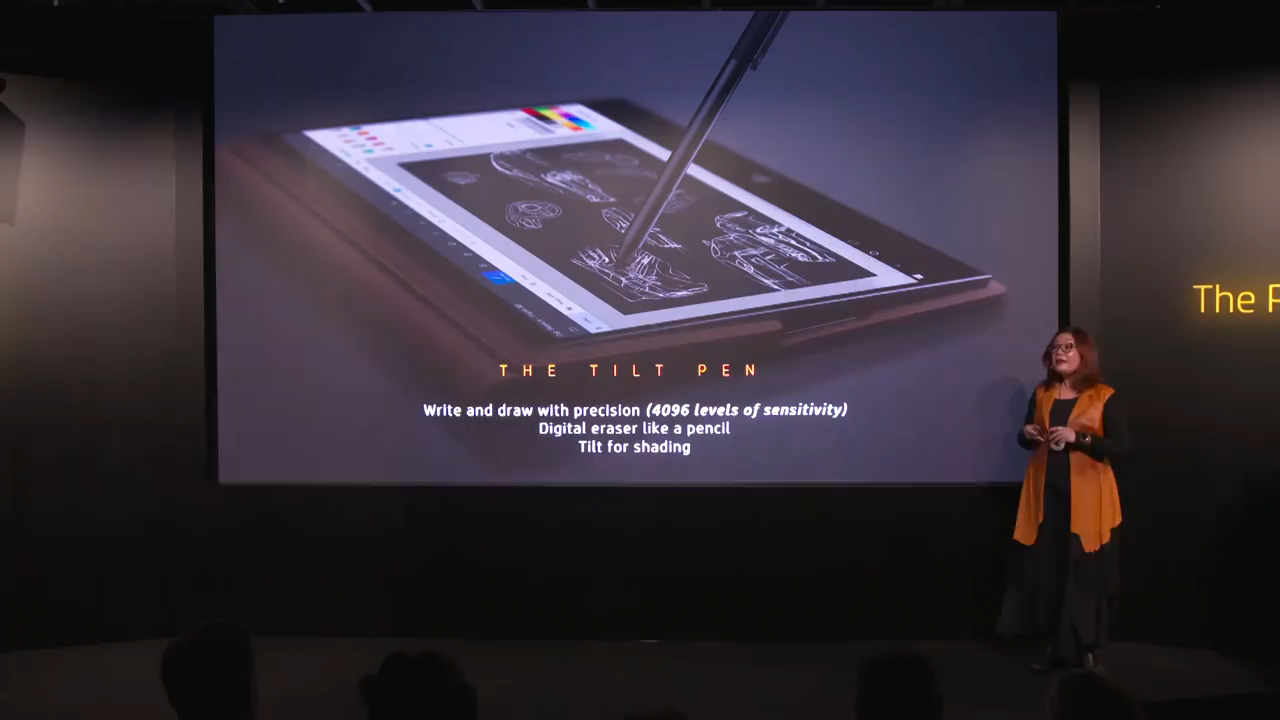 THE TILT PEN
Write and draw with precision (4096 levels of sensitivity)
Digital eraser like a pencil
Tilt for shading
The